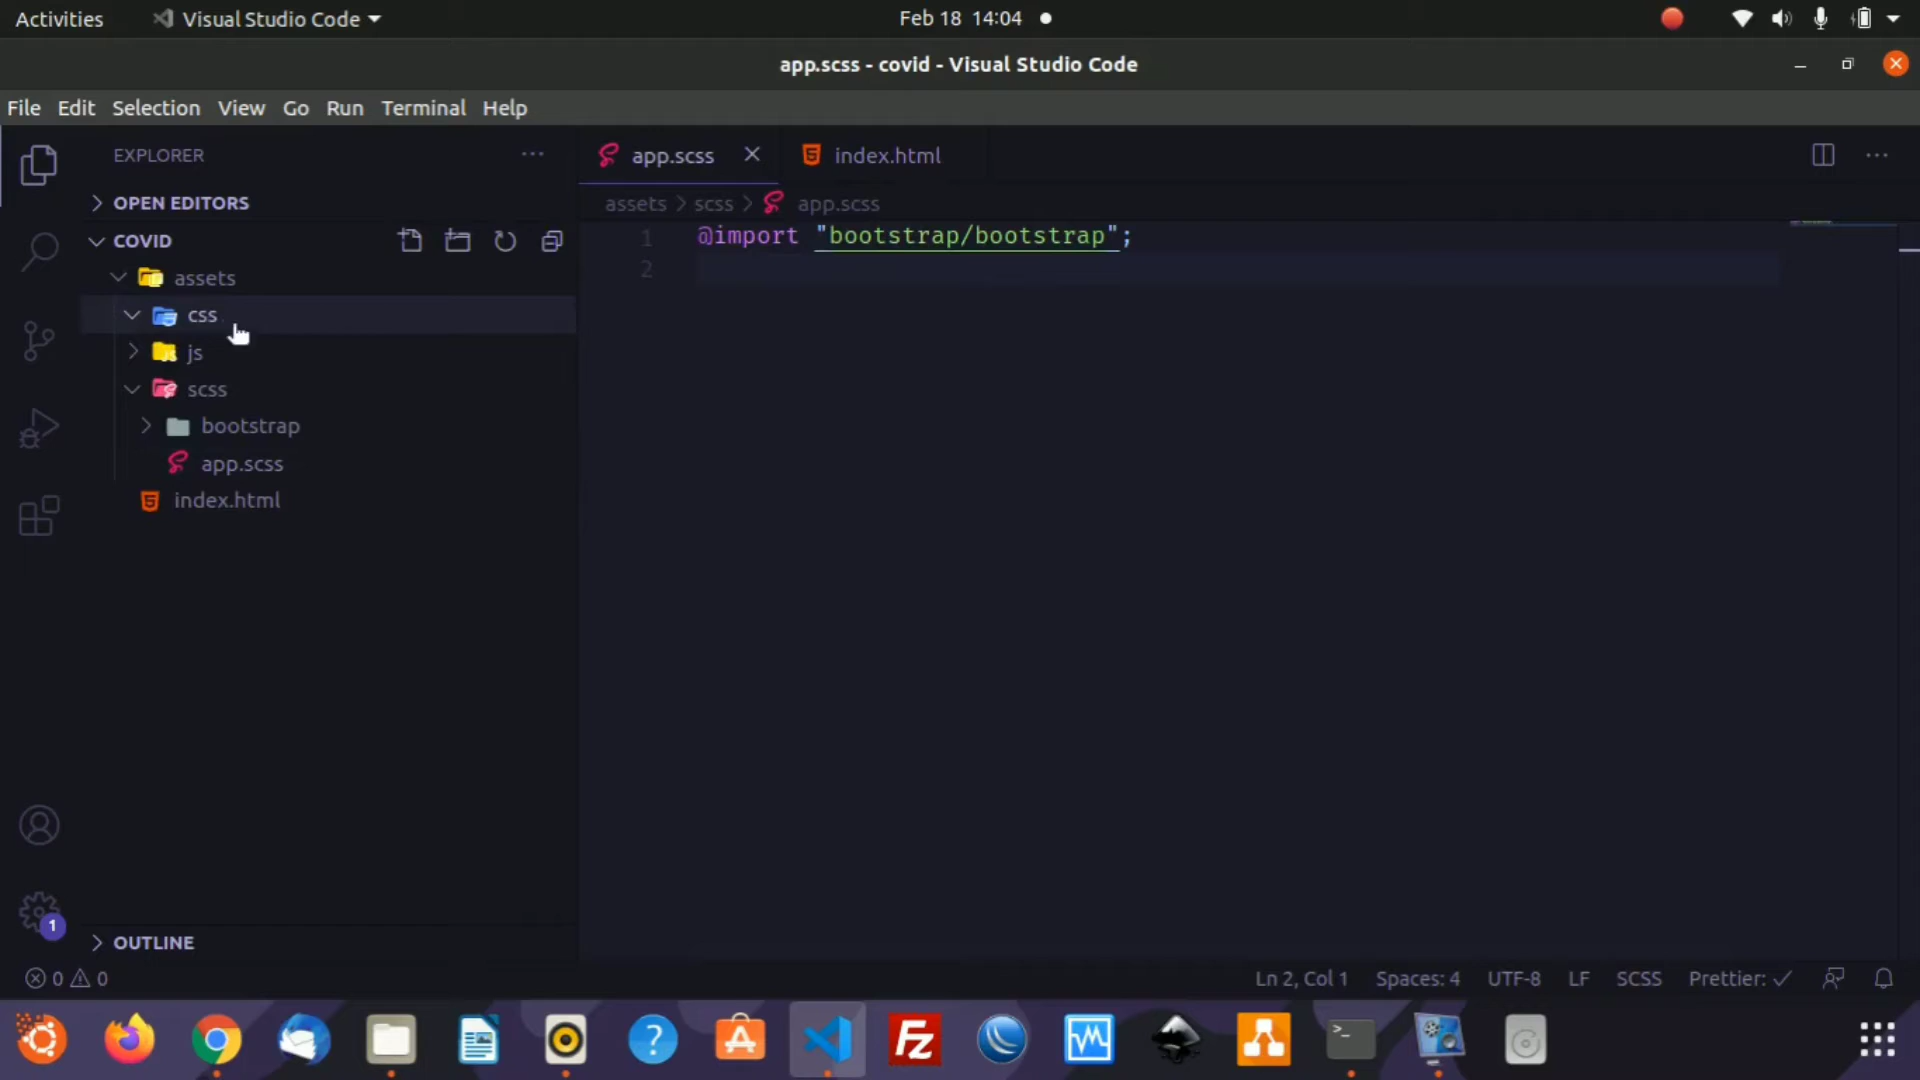 Activities Visual Studio Code Feb 18 14:04
app.scss - covid - Visual Studio Code
File Edit Selection View Go Run Terminal Help
EXPLORER
OPEN EDITORS
COVID
assets
css
js
scss
bootstrap
app.scss
index.html
OUTLINE
app.scss index.html
assets > scss > app.scss
1 @import "bootstrap/bootstrap";
2
1
0 0 Ln 2, Col 1 Spaces: 4 UTF-8 LF SCSS Prettier: ✓